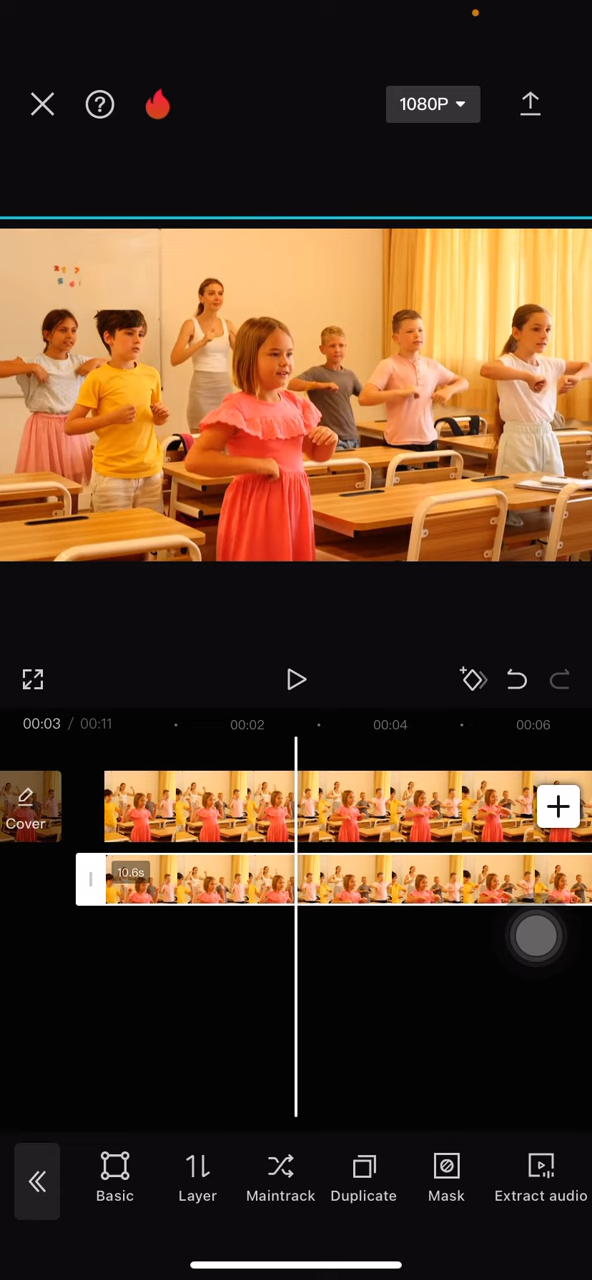 1080P
00:03 / 00:11
00:02
00:04
00:06
Cover
10.6s
Basic
Layer
Maintrack
Duplicate
Mask
Extract audio